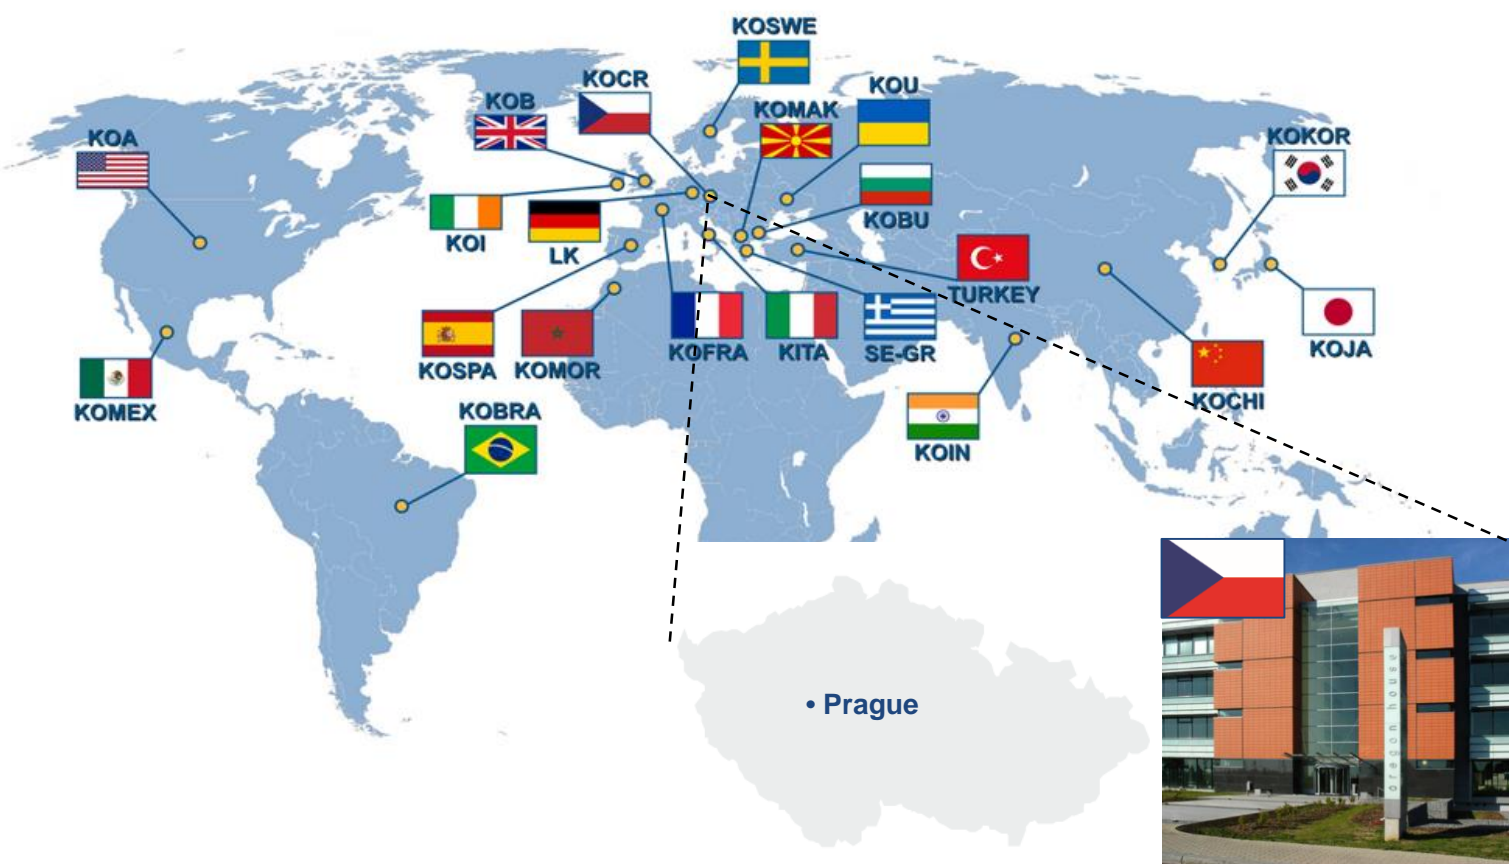 KOSWE
KOCR
KOU
KOB
KOMAK
KOA
KOKOR
KOI
LK
KOBU
TURKEY
KOSPA
KOMOR
KOFRA
KITA
SE-GR
KOJA
KOMEX
KOBRA
KOCHI
KOIN
• Prague
oregon house